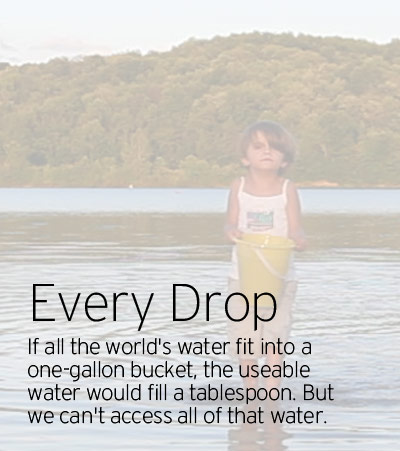 Every Drop
If all the world's water fit into a
one-gallon bucket, the useable
water would fill a tablespoon. But
we can't access all of that water.